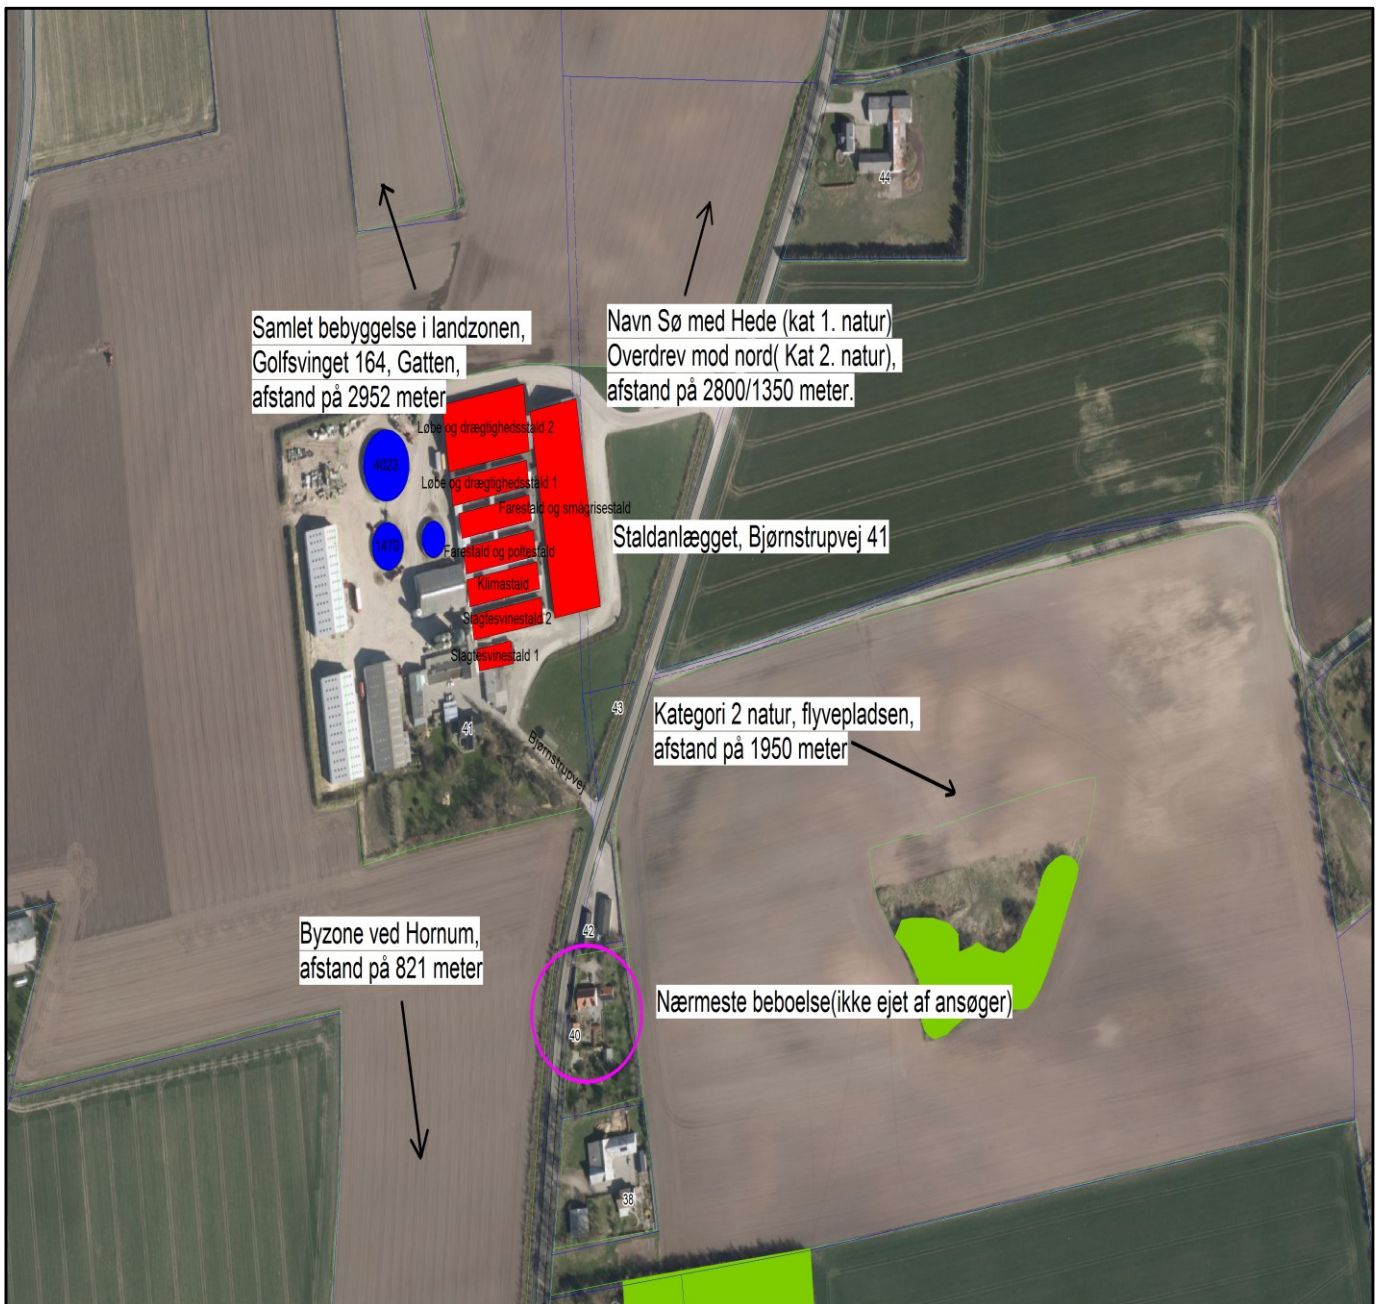 44
Samlet bebyggelse i landzonen,
Golfsvinget 164, Gatten,
afstand på 2952 meter
Navn Sø med Hede (kat 1. natur)
Overdrev mod nord( Kat 2. natur),
afstand på 2800/1350 meter.
Løbe og drægtighedsstald 2
4023
Løbe og drægtighedsstald 1
Farestald og smågrisestald
Staldanlægget, Bjørnstrupvej 41
1470
Farestald og poltestald
Klimastald
Slagtesvinestald 2
Slagtesvinestald 1
43
41
Bjørnstrupvej
Kategori 2 natur, flyvepladsen,
afstand på 1950 meter
Byzone ved Hornum,
afstand på 821 meter
42
Nærmeste beboelse(ikke ejet af ansøger)
40
38